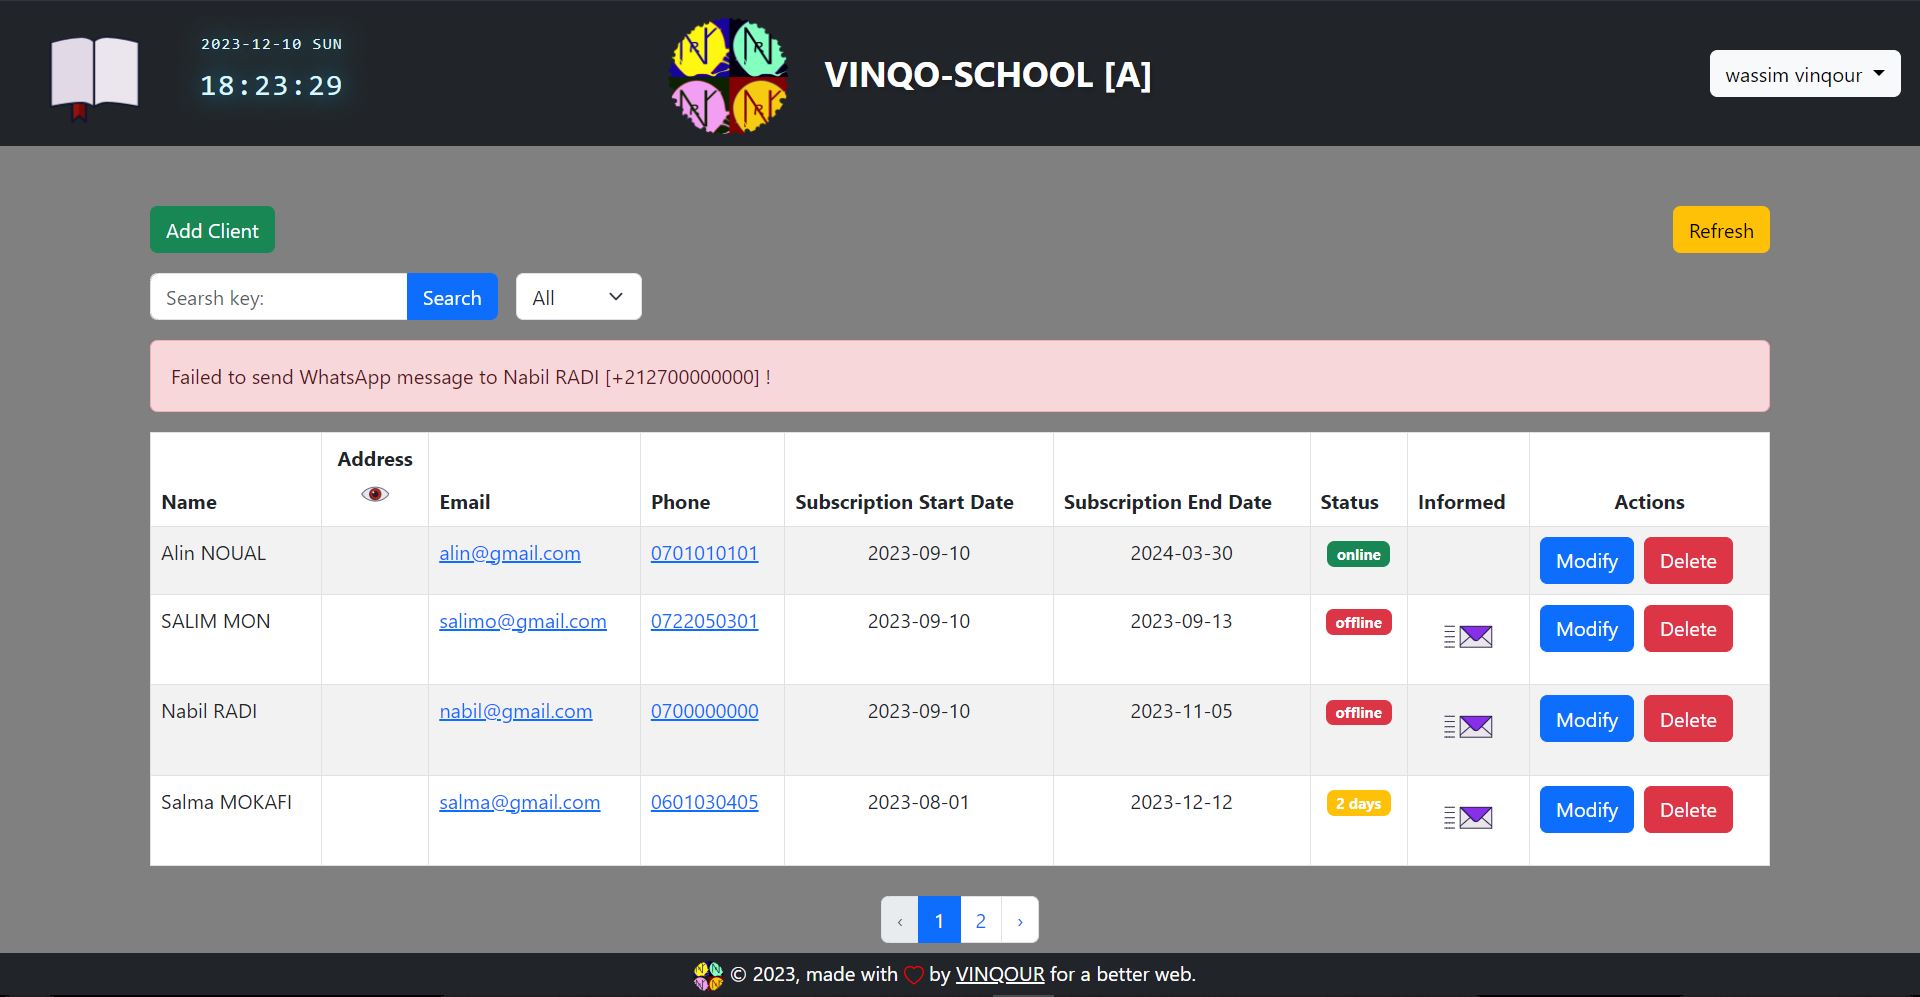 2023-12-10 SUN
18:23:29
VINQO-SCHOOL [A]
wassim vinqour
Add Client
Refresh
Searsh key:
Search
All
Failed to send WhatsApp message to Nabil RADI [+212700000000] !
Name Address Email Phone Subscription Start Date Subscription End Date Status Informed Actions
Alin NOUAL alin@gmail.com 0701010101 2023-09-10 2024-03-30 online Modify Delete
SALIM MON salimo@gmail.com 0722050301 2023-09-10 2023-09-13 offline Modify Delete
Nabil RADI nabil@gmail.com 0700000000 2023-09-10 2023-11-05 offline Modify Delete
Salma MOKAFI salma@gmail.com 0601030405 2023-08-01 2023-12-12 2 days Modify Delete
‹ 1 2 ›
© 2023, made with by VINQOUR for a better web.